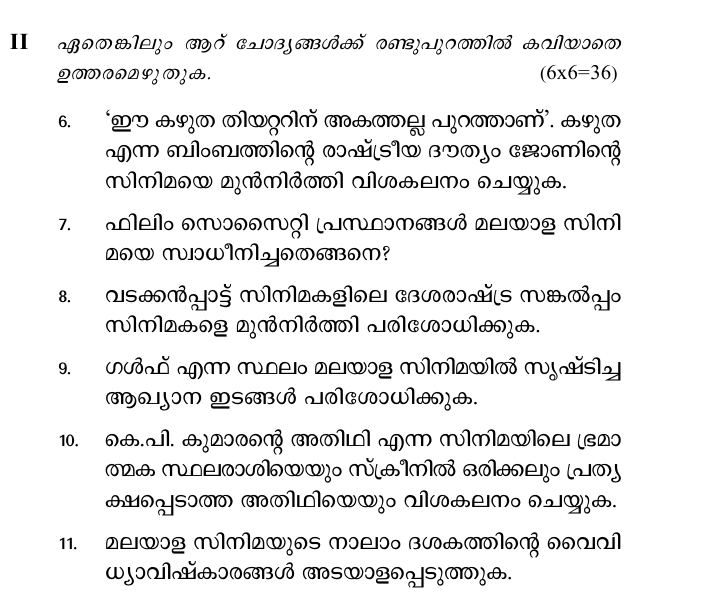 II ഏതെങ്കിലും ആറ് ചോദ്യങ്ങൾക്ക് രണ്ടുപുറത്തിൽ കവിയാതെ
ഉത്തരമെഴുതുക. (6x6=36)
6. ‘ഈ കഴുത തിയറ്ററിന് അകത്തല്ല പുറത്താണ്’. കഴുത
എന്ന ബിംബത്തിന്റെ രാഷ്ട്രീയ ദൗത്യം ജോണിന്റെ
സിനിമയെ മുൻനിർത്തി വിശകലനം ചെയ്യുക.
7. ഫിലിം സൊസൈറ്റി പ്രസ്ഥാനങ്ങൾ മലയാള സിനി
മയെ സ്വാധീനിച്ചതെങ്ങനെ?
8. വടക്കൻപ്പാട്ട് സിനിമകളിലെ ദേശരാഷ്ട്ര സങ്കൽപ്പം
സിനിമകളെ മുൻനിർത്തി പരിശോധിക്കുക.
9. ഗൾഫ് എന്ന സ്ഥലം മലയാള സിനിമയിൽ സൃഷ്ടിച്ച
ആഖ്യാന ഇടങ്ങൾ പരിശോധിക്കുക.
10. കെ.പി. കുമാരന്റെ അതിഥി എന്ന സിനിമയിലെ ഭ്രമാ
ത്മക സ്ഥലരാശിയെയും സ്ക്രീനിൽ ഒരിക്കലും പ്രത്യ
ക്ഷപ്പെടാത്ത അതിഥിയെയും വിശകലനം ചെയ്യുക.
11. മലയാള സിനിമയുടെ നാലാം ദശകത്തിന്റെ വൈവി
ധ്യാവിഷ്കാരങ്ങൾ അടയാളപ്പെടുത്തുക.